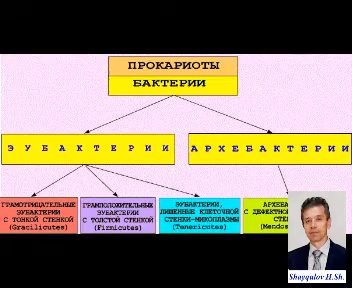 ПРОКАРИОТЫ
БАКТЕРИИ
ЭУБАКТЕРИИ
АРХЕБАКТЕРИИ
ГРАМОТРИЦАТЕЛЬНЫЕ
ЭУБАКТЕРИИ
С ТОНКОЙ СТЕНКОЙ
(Gracilicutes)
ГРАМПОЛОЖИТЕЛЬНЫЕ
ЭУБАКТЕРИИ
С ТОЛСТОЙ СТЕНКОЙ
(Firmicutes)
ЭУБАКТЕРИИ,
ЛИШЕННЫЕ КЛЕТОЧНОЙ
СТЕНКИ-МИКОПЛАЗМЫ
(Tenericutes)
С
Shayqulov H.Sh.